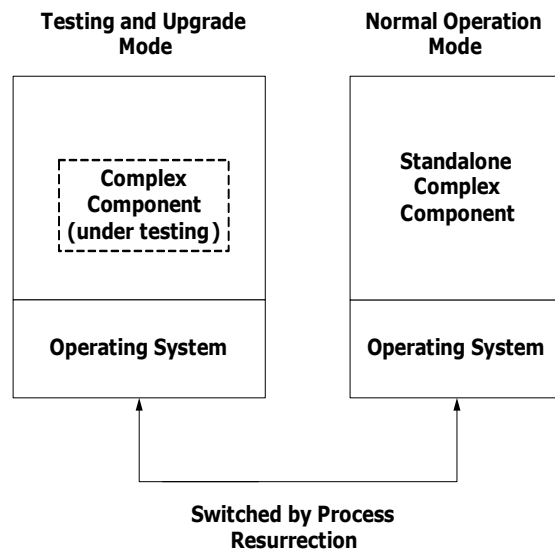 Testing and Upgrade
Mode
Normal Operation
Mode
Complex
Component
(under testing)
Standalone
Complex
Component
Operating System
Operating System
Switched by Process
Resurrection